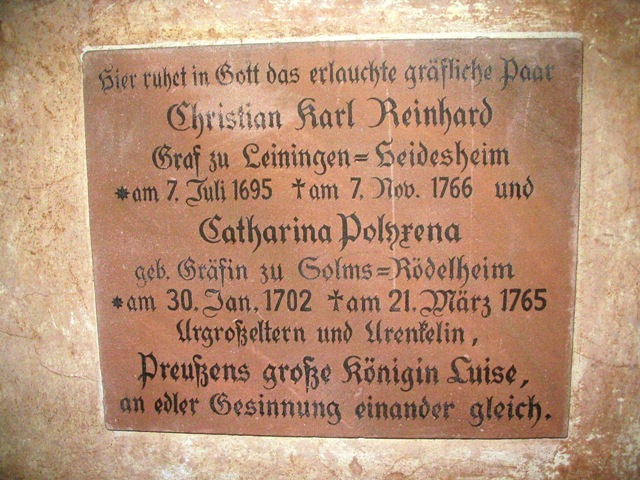 Hier ruhet in Gott das erlauchte gräfliche Paar
Christian Karl Reinhard
Graf zu Leiningen=Heidesheim
*am 7. Juli 1695 †am 7. Nov. 1766 und
Catharina Polyxena
geb. Gräfin zu Solms=Rödelheim
*am 30. Jan. 1702 †am 21. März 1765
Urgroßeltern und Urenkelin,
Preußens große Königin Luise,
an edler Gesinnung einander gleich.